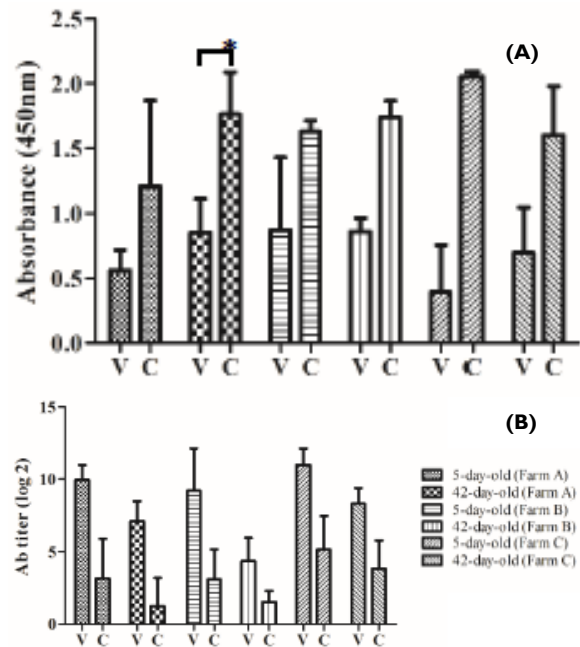 Absorbance (450nm)
2.5
2.0
1.5
1.0
0.5
0.0
*
(A)
V C V C V C V C V C V C
Ab titer (log 2)
15
10
5
0
(B)
V C V C V C V C V C V C
5-day-old (Farm A)
42-day-old (Farm A)
5-day-old (Farm B)
42-day-old (Farm B)
5-day-old (Farm C)
42-day-old (Farm C)